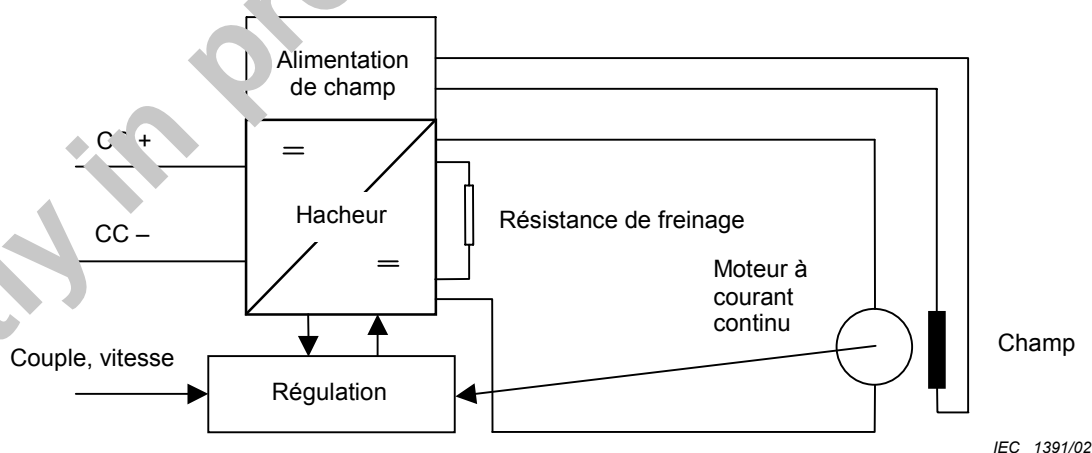 Alimentation
de champ
CC +
=
Hacheur
Résistance de freinage
CC –
=
Moteur à
courant
continu
Champ
Couple, vitesse
Régulation
IEC 1391/02